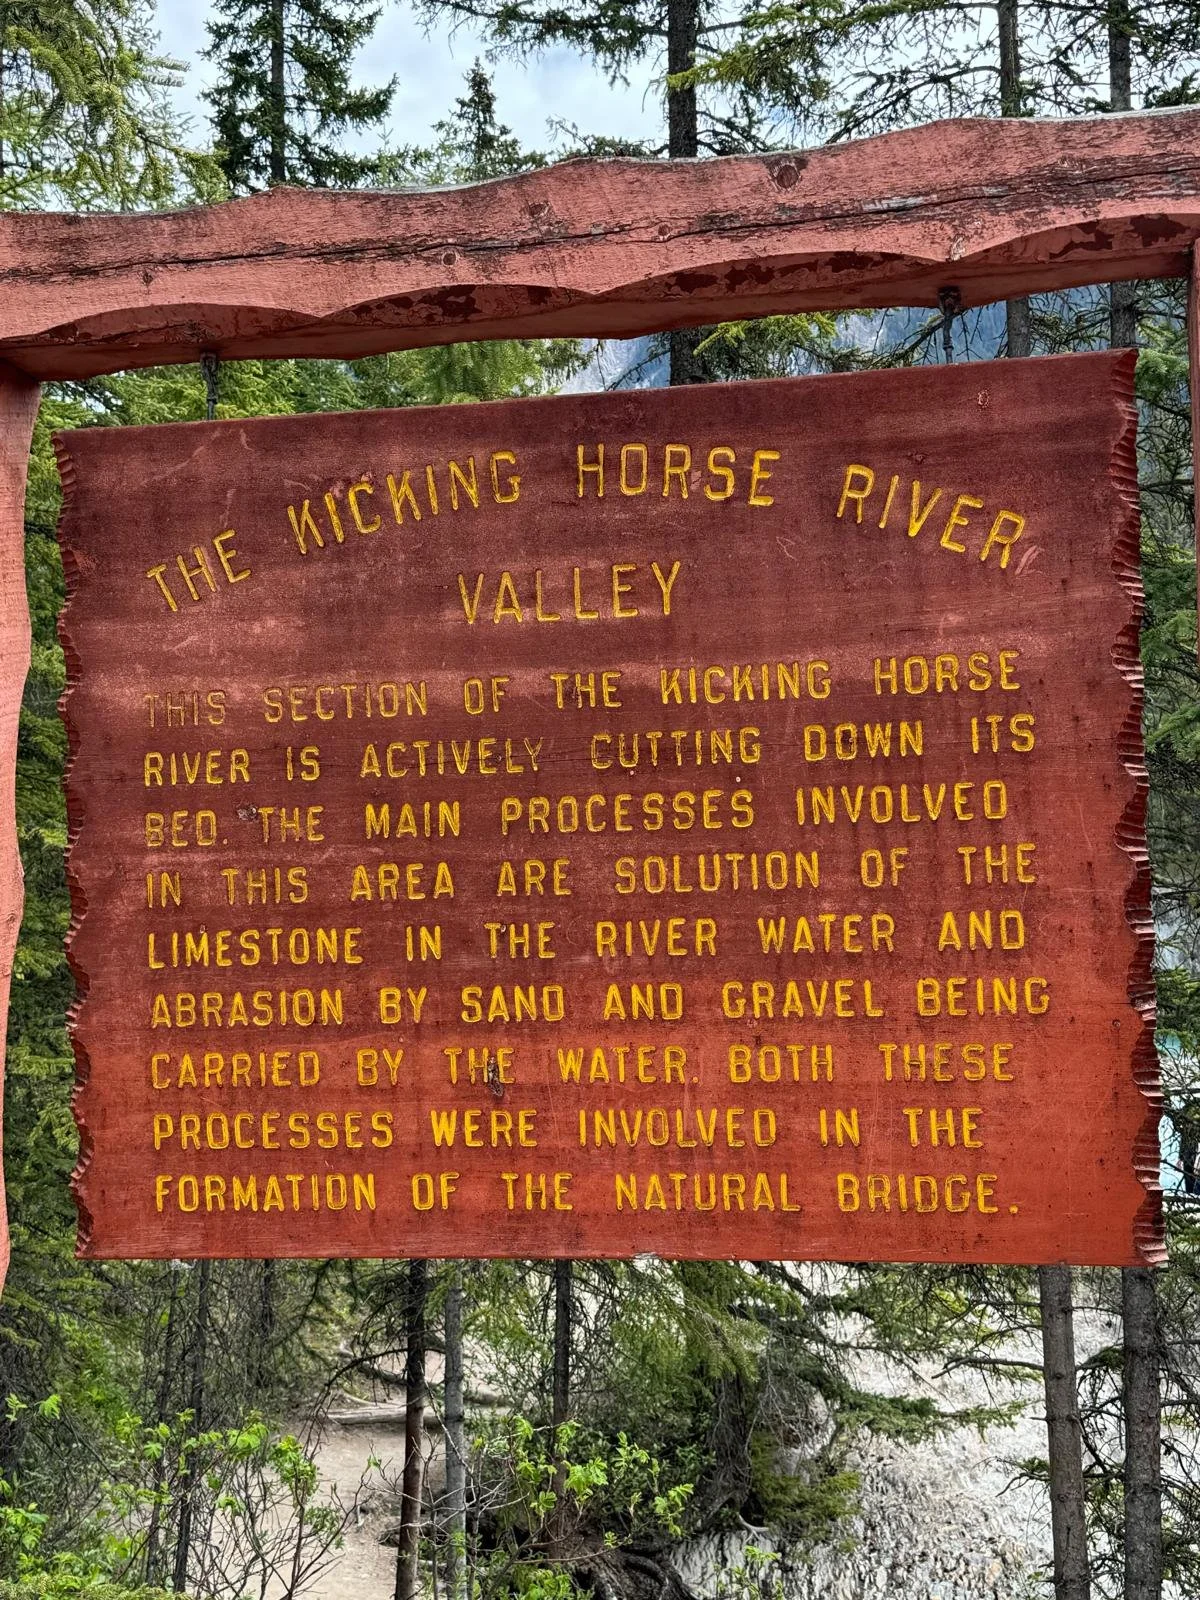 THE KICKING HORSE RIVER
VALLEY
THIS SECTION OF THE KICKING HORSE
RIVER IS ACTIVELY CUTTING DOWN ITS
BED. THE MAIN PROCESSES INVOLVED
IN THIS AREA ARE SOLUTION OF THE
LIMESTONE IN THE RIVER WATER AND
ABRASION BY SAND AND GRAVEL BEING
CARRIED BY THE WATER. BOTH THESE
PROCESSES WERE INVOLVED IN THE
FORMATION OF THE NATURAL BRIDGE.